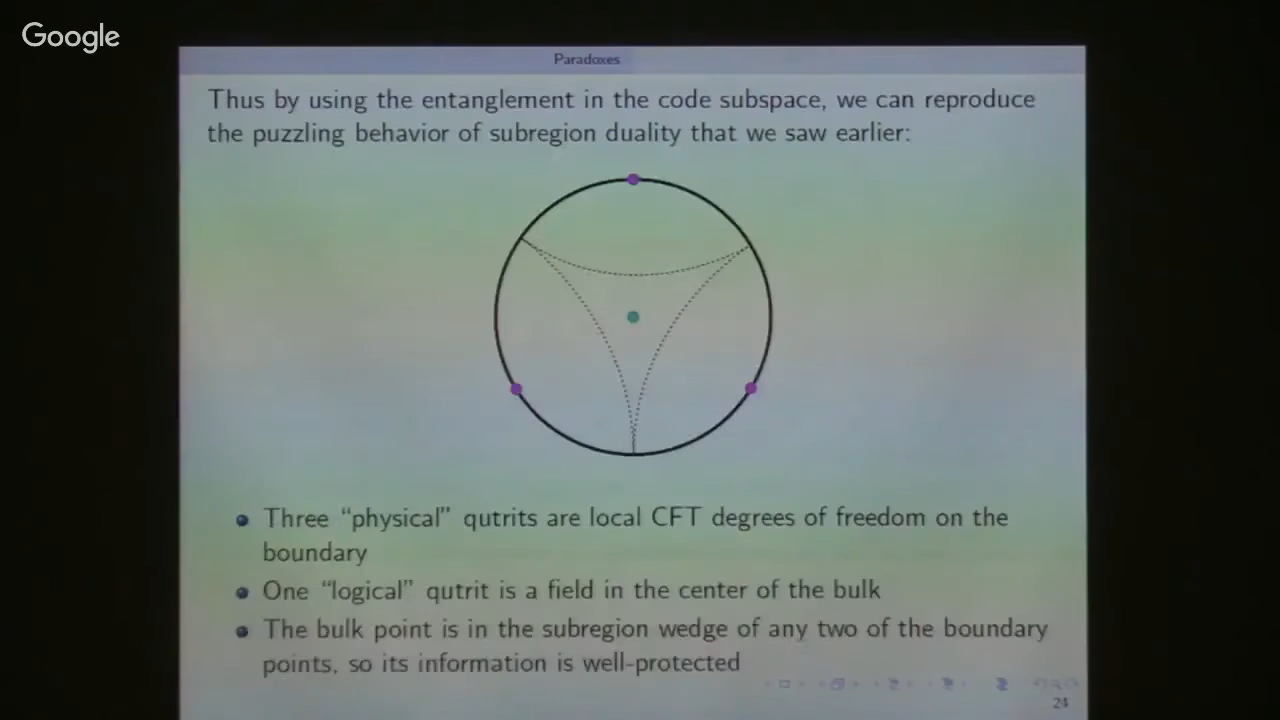 Google
Paradoxes
Thus by using the entanglement in the code subspace, we can reproduce
the puzzling behavior of subregion duality that we saw earlier:
Three “physical” qutrits are local CFT degrees of freedom on the
boundary
One “logical” qutrit is a field in the center of the bulk
The bulk point is in the subregion wedge of any two of the boundary
points, so its information is well-protected
24